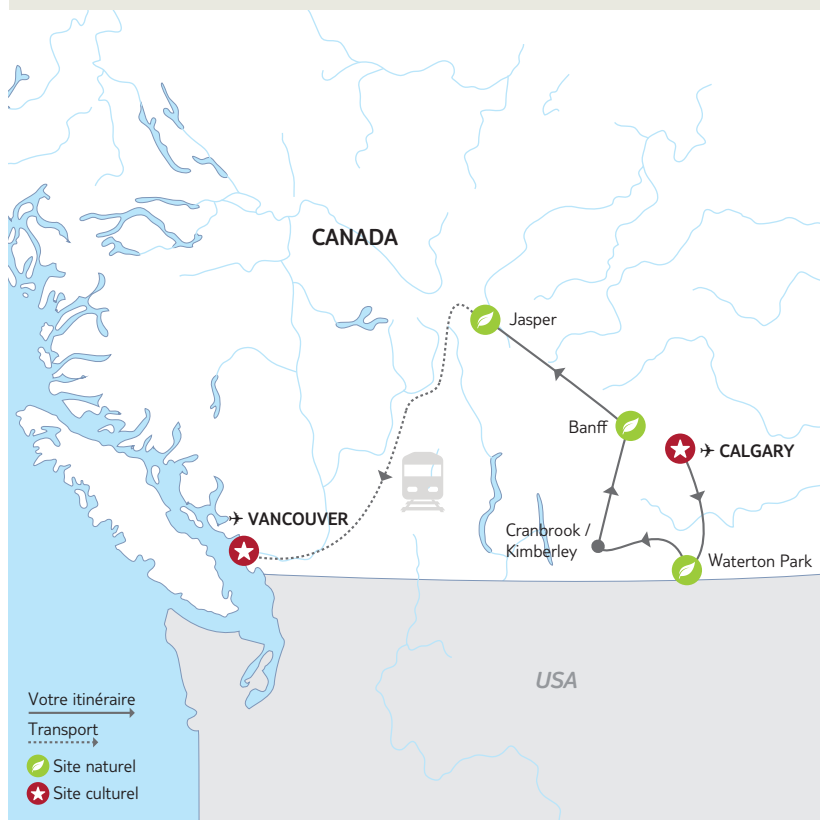 CANADA
Jasper
Banff
CALGARY
VANCOUVER
Cranbrook /
Kimberley
Waterton Park
USA
Votre itinéraire
Transport
Site naturel
Site culturel